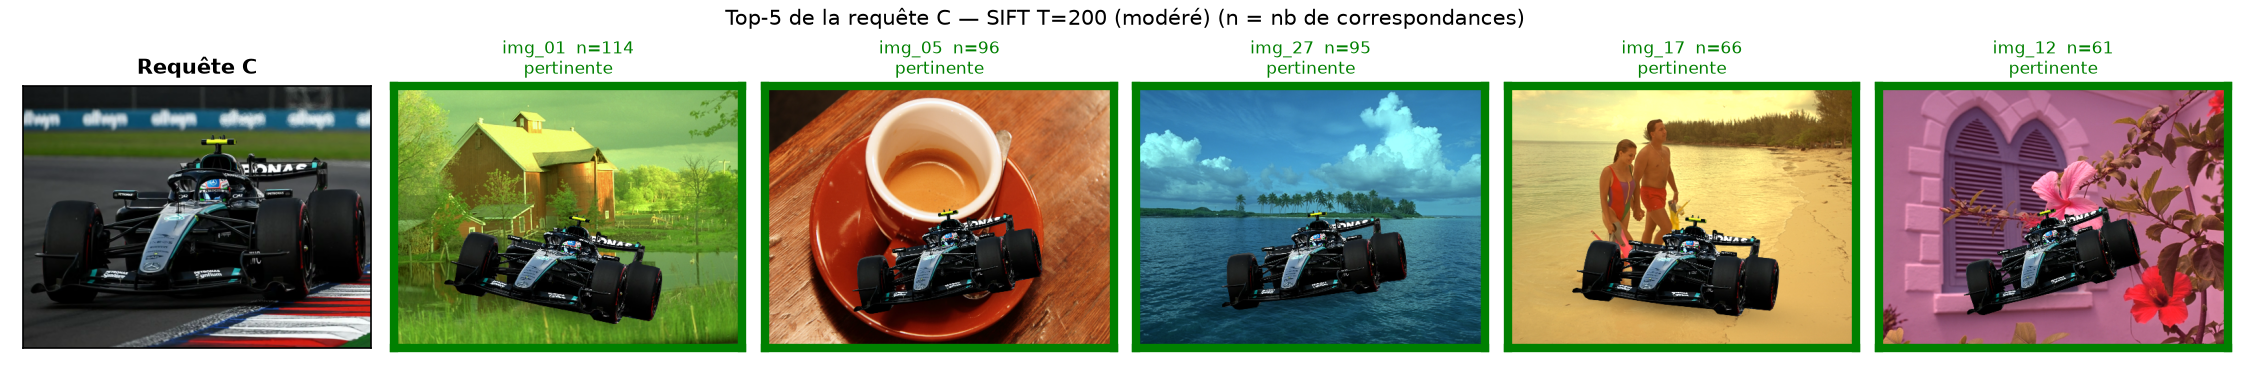 Top-5 de la requête C — SIFT T=200 (modéré) (n = nb de correspondances)
Requête C
img_01 n=114
pertinente
img_05 n=96
pertinente
img_27 n=95
pertinente
img_17 n=66
pertinente
img_12 n=61
pertinente